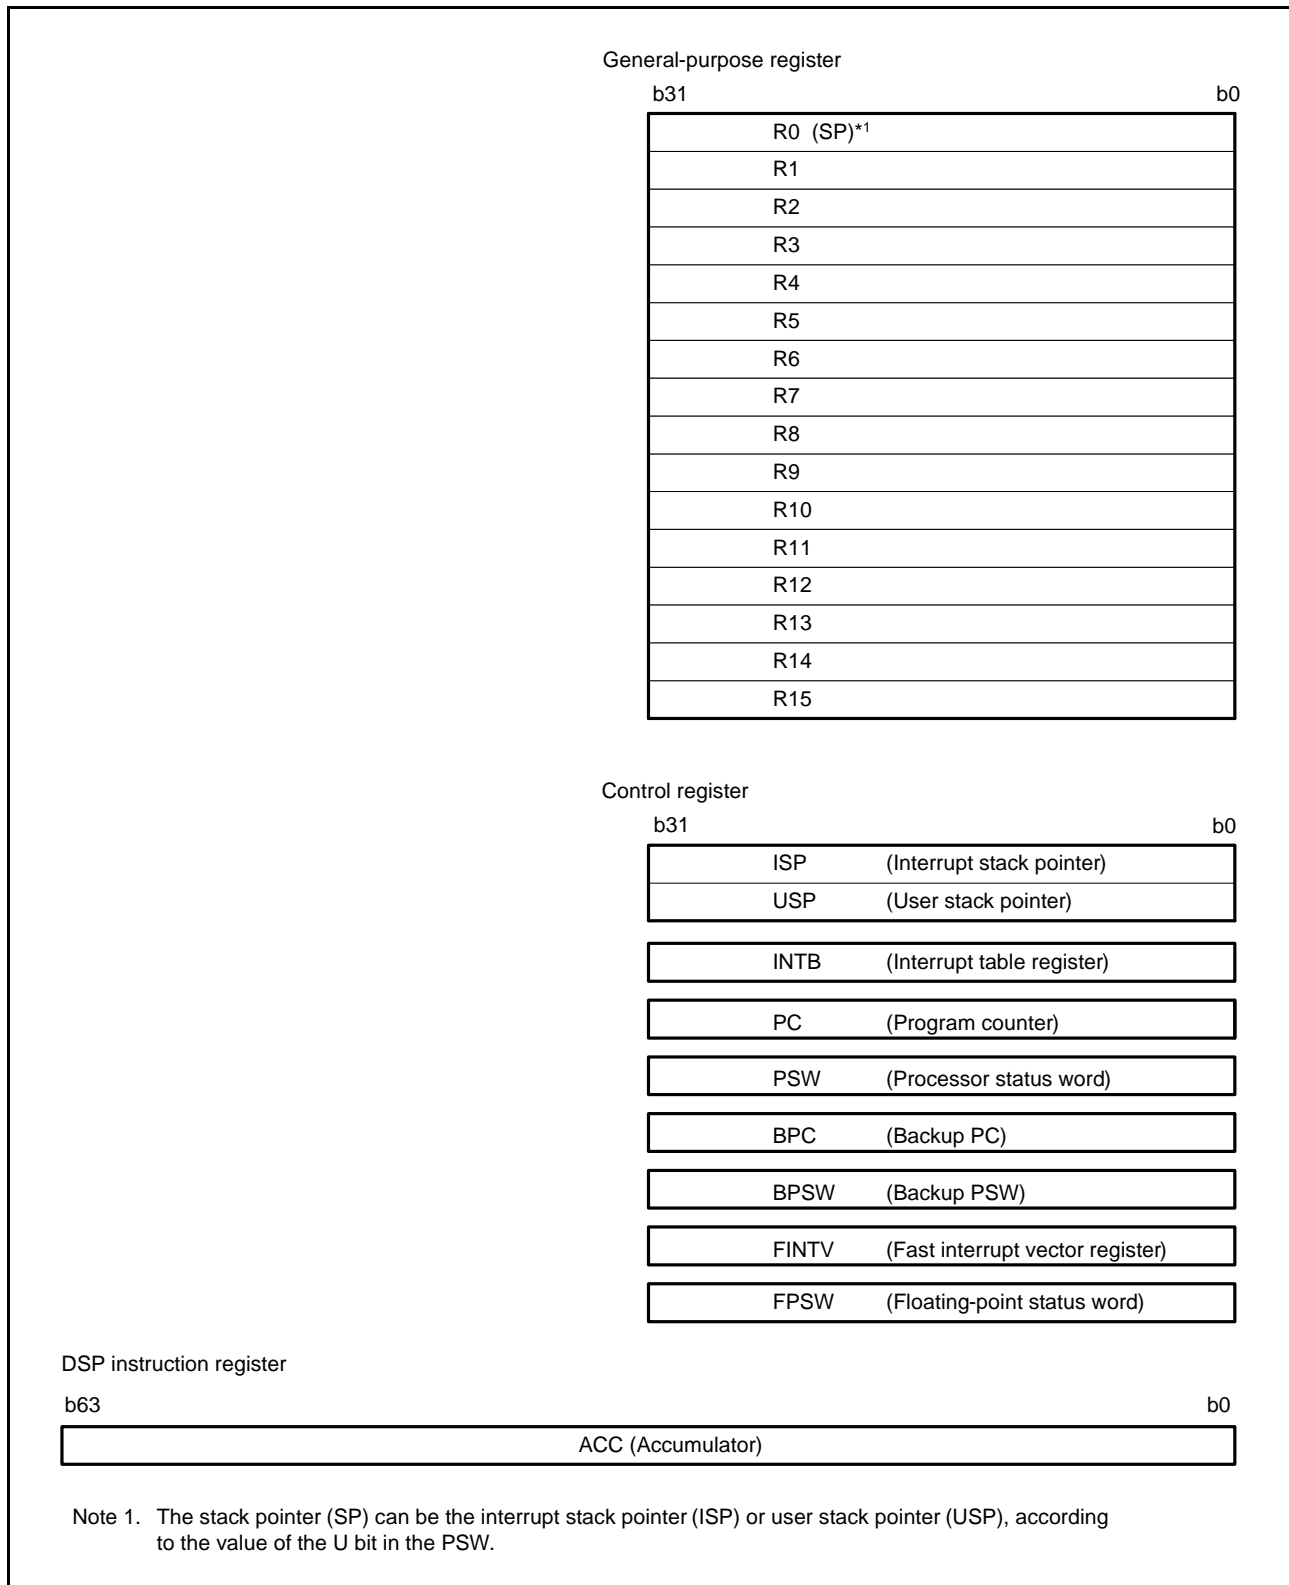 General-purpose register
b31 b0
R0 (SP)*1
R1
R2
R3
R4
R5
R6
R7
R8
R9
R10
R11
R12
R13
R14
R15
Control register
b31 b0
ISP (Interrupt stack pointer)
USP (User stack pointer)
INTB (Interrupt table register)
PC (Program counter)
PSW (Processor status word)
BPC (Backup PC)
BPSW (Backup PSW)
FINTV (Fast interrupt vector register)
FPSW (Floating-point status word)
DSP instruction register
b63 b0
ACC (Accumulator)
Note 1. The stack pointer (SP) can be the interrupt stack pointer (ISP) or user stack pointer (USP), according
to the value of the U bit in the PSW.